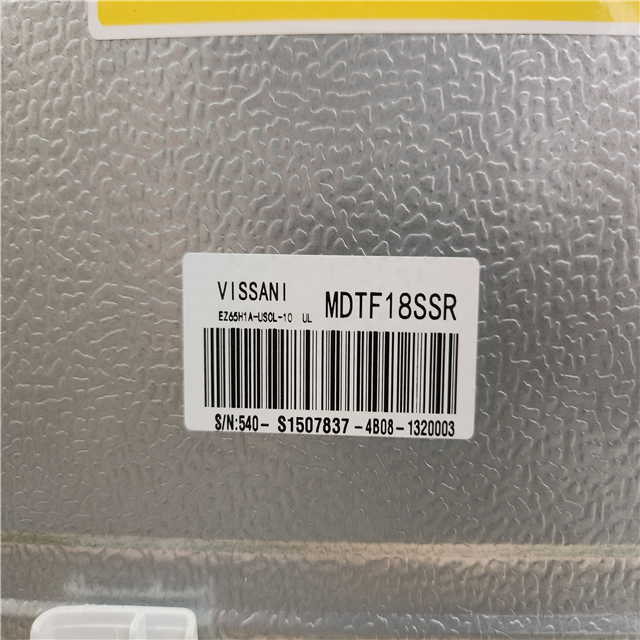 VISSANI MDTF18SSR
EZ65H1A-USCL-10 UL
S/N:540- S1507837 -4B08-1320003